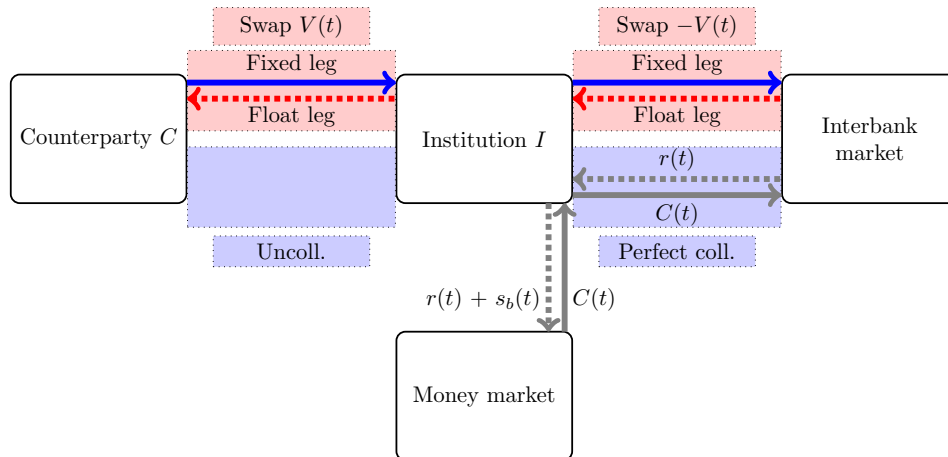 Swap V(t)
Swap −V(t)
Fixed leg
Fixed leg
Float leg
Float leg
Counterparty C
Institution I
Interbank
market
r(t)
C(t)
Uncoll.
Perfect coll.
r(t) + s_b(t)
C(t)
Money market